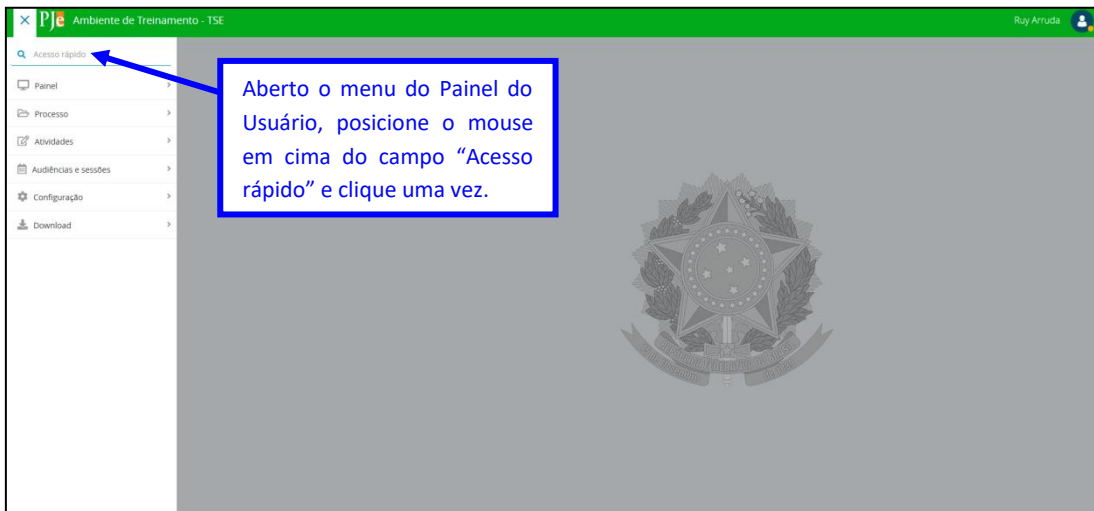 × PJe Ambiente de Treinamento - TSE
Ruy Arruda
Acesso rápido
Painel
Processo
Atividades
Audiências e sessões
Configuração
Download
Aberto o menu do Painel do
Usuário, posicione o mouse
em cima do campo “Acesso
rápido” e clique uma vez.